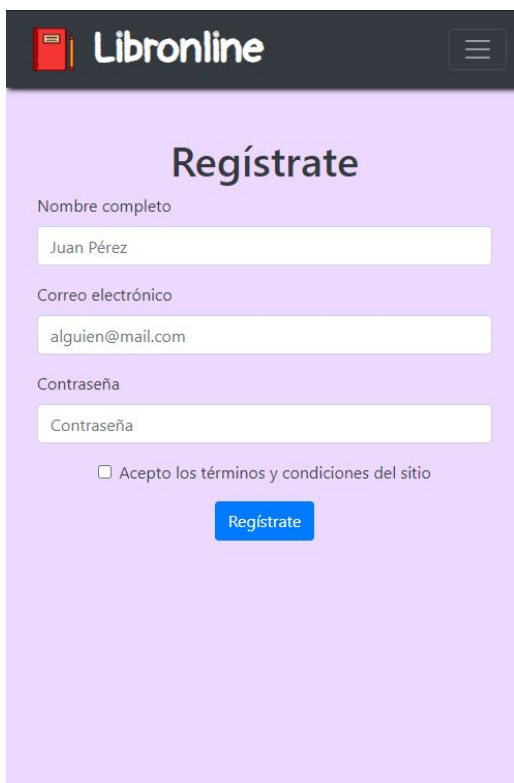 Libronline
Regístrate
Nombre completo
Juan Pérez
Correo electrónico
alguien@mail.com
Contraseña
Contraseña
Acepto los términos y condiciones del sitio
Regístrate